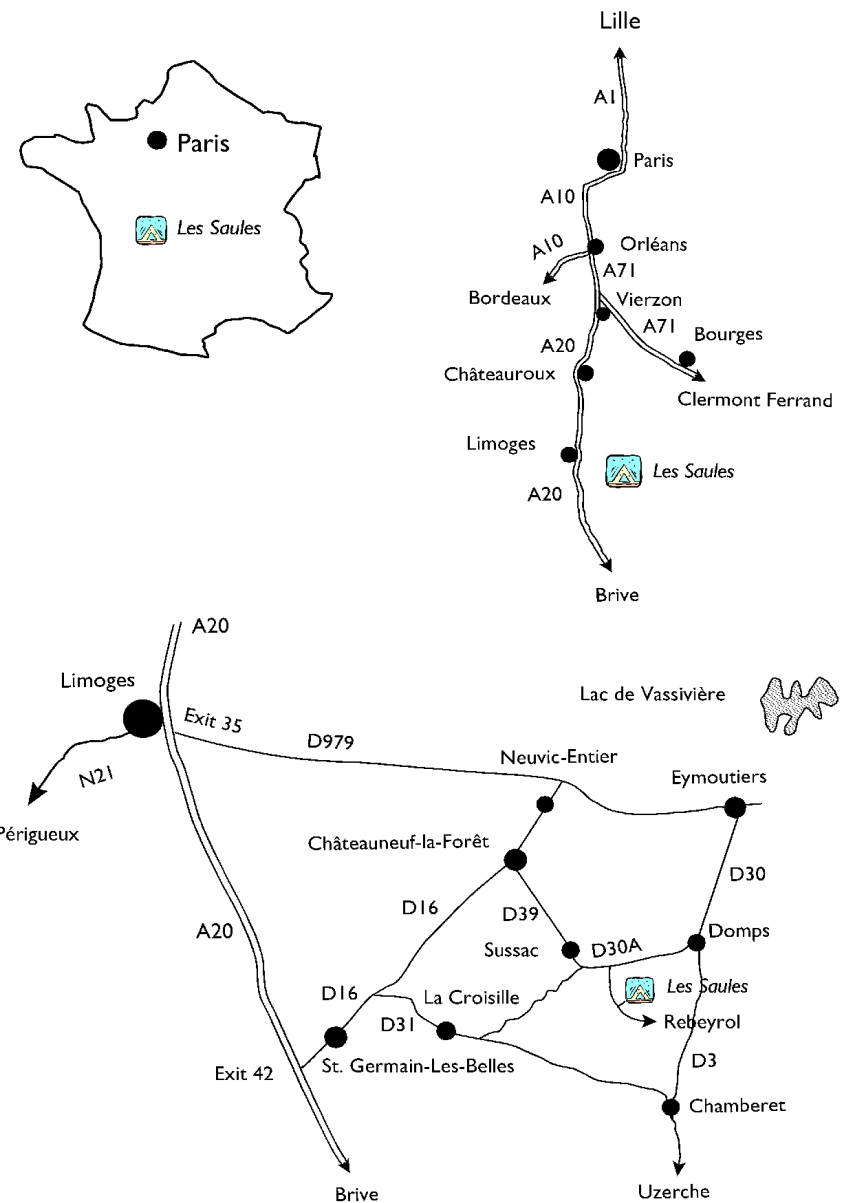 Paris
Les Saules
Lille
A1
Paris
A10
A10
Orléans
Bordeaux
A71
Vierzon
A71
A20
Bourges
Châteauroux
Clermont Ferrand
Limoges
Les Saules
A20
Brive
A20
Limoges
Exit 35
Lac de Vassivière
D979
N21
Neuvic-Entier
Eymoutiers
Périgueux
Châteauneuf-la-Forêt
D30
D16
D39
A20
Sussac
D30A
Domps
D16
La Croisille
Les Saules
D31
Rebeyrol
Exit 42
St. Germain-Les-Belles
D3
Chamberet
Brive
Uzerche